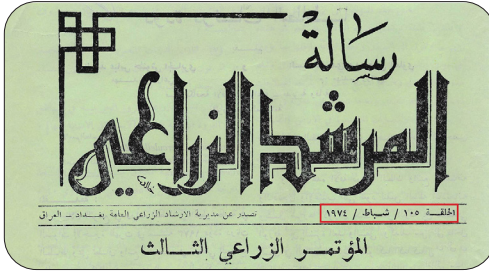 رسالة
المرشد الزراعي
الحلقة ١٠٥ / شباط / ١٩٧٤ تصدر عن مديرية الارشاد الزراعي العامة بغداد - العراق
المؤتمر الزراعي الثالث